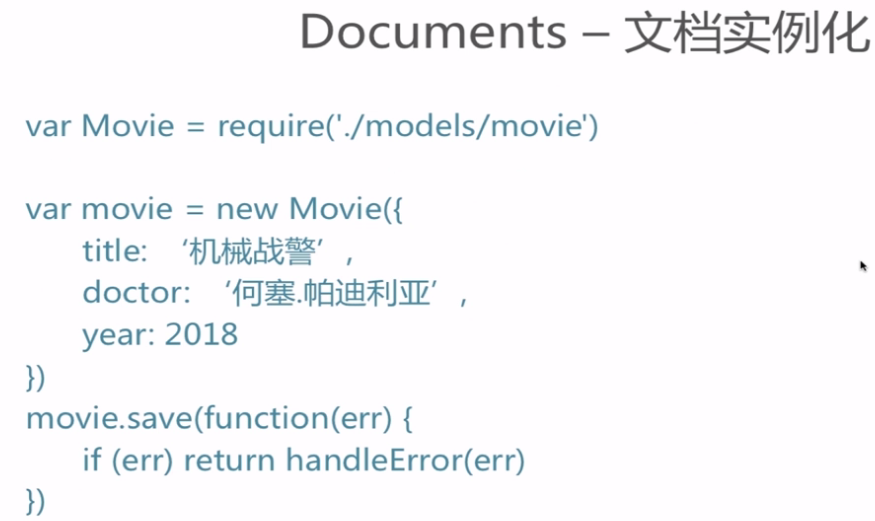 Documents – 文档实例化
var Movie = require('./models/movie')
var movie = new Movie({
title: ‘机械战警’,
doctor: ‘何塞.帕迪利亚’,
year: 2018
})
movie.save(function(err) {
if (err) return handleError(err)
})